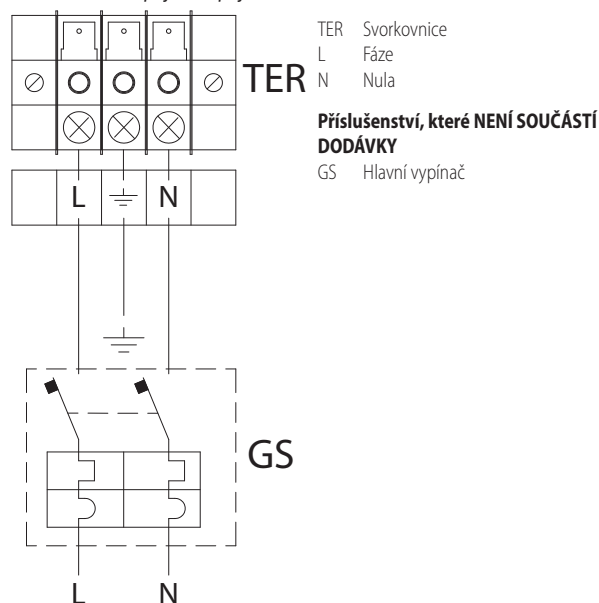 TER
TER Svorkovnice
L Fáze
N Nula
Příslušenství, které NENÍ SOUČÁSTÍ
DODÁVKY
GS Hlavní vypínač
L N
GS
L N